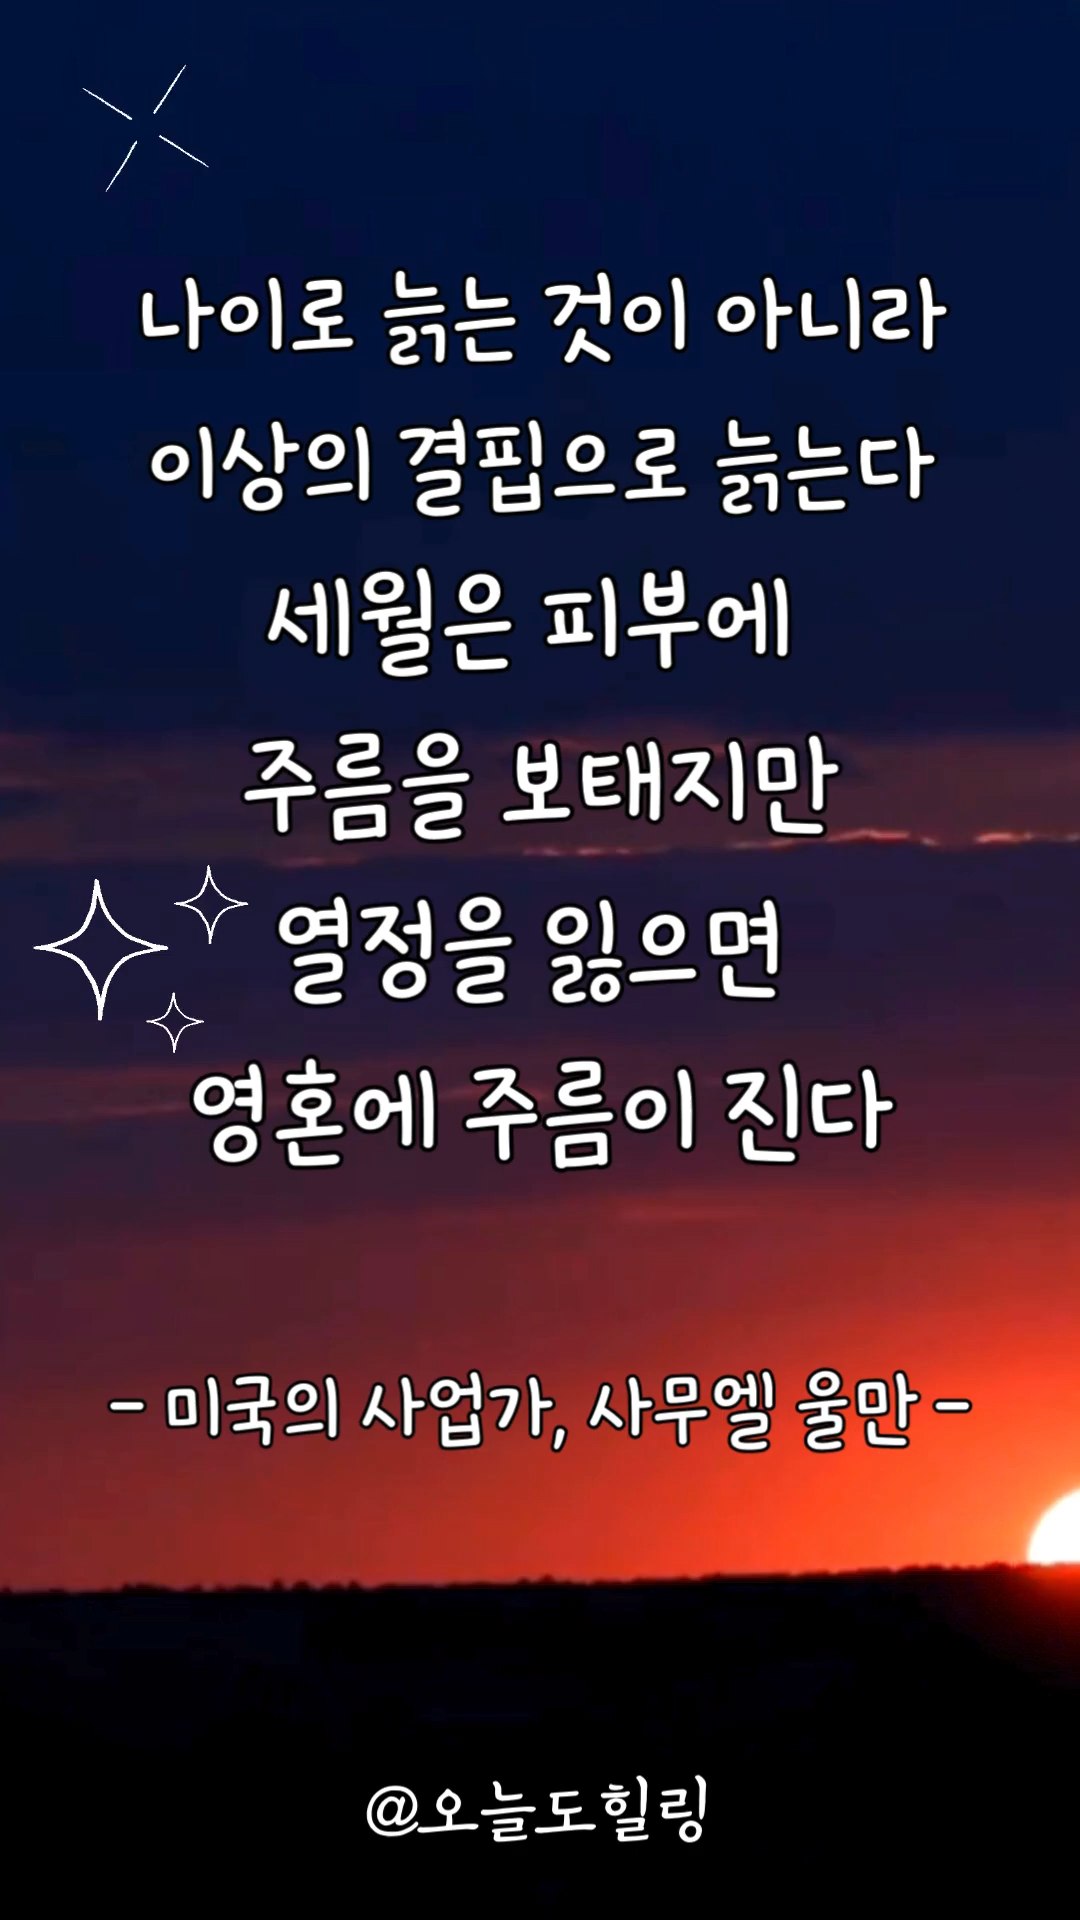 나이로 늙는 것이 아니라
이상의 결핍으로 늙는다
세월은 피부에
주름을 보태지만
열정을 잃으면
영혼에 주름이 진다
- 미국의 사업가, 사무엘 울만 -
@오늘도힐링